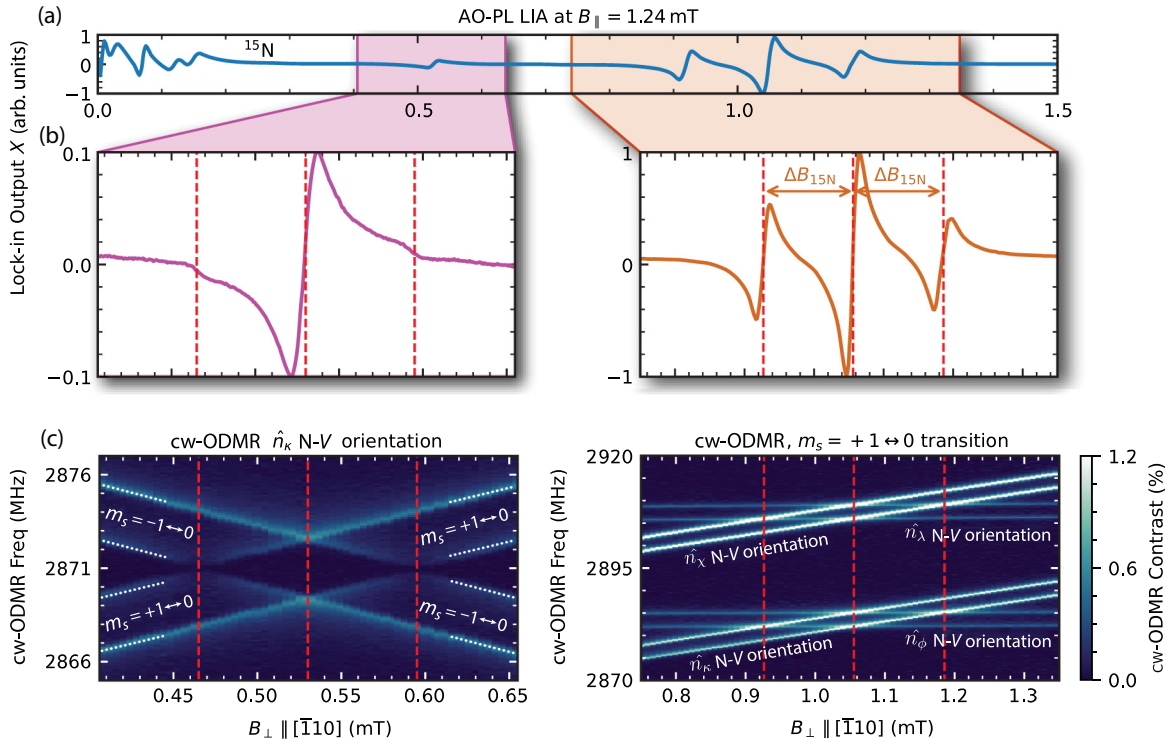 (a)
AO-PL LIA at B∥ = 1.24 mT
Lock-in Output X (arb. units)
1
0
−1
15N
0.0 0.5 1.0 1.5
(b)
0.1
0.0
−0.1
1
0
−1
ΔB15N ΔB15N
(c)
cw-ODMR n̂κ N-V orientation
cw-ODMR Freq (MHz)
2876
2871
2866
ms = −1↔0
ms = +1↔0
ms = +1↔0
ms = −1↔0
0.45 0.50 0.55 0.60 0.65
B⊥ ∥ [1̅10] (mT)
cw-ODMR, ms = +1↔0 transition
cw-ODMR Freq (MHz)
2920
2895
2870
n̂χ N-V orientation
n̂λ N-V orientation
n̂κ N-V orientation
n̂ϕ N-V orientation
0.8 0.9 1.0 1.1 1.2 1.3
B⊥ ∥ [1̅10] (mT)
1.2
0.6
0.0
cw-ODMR Contrast (%)